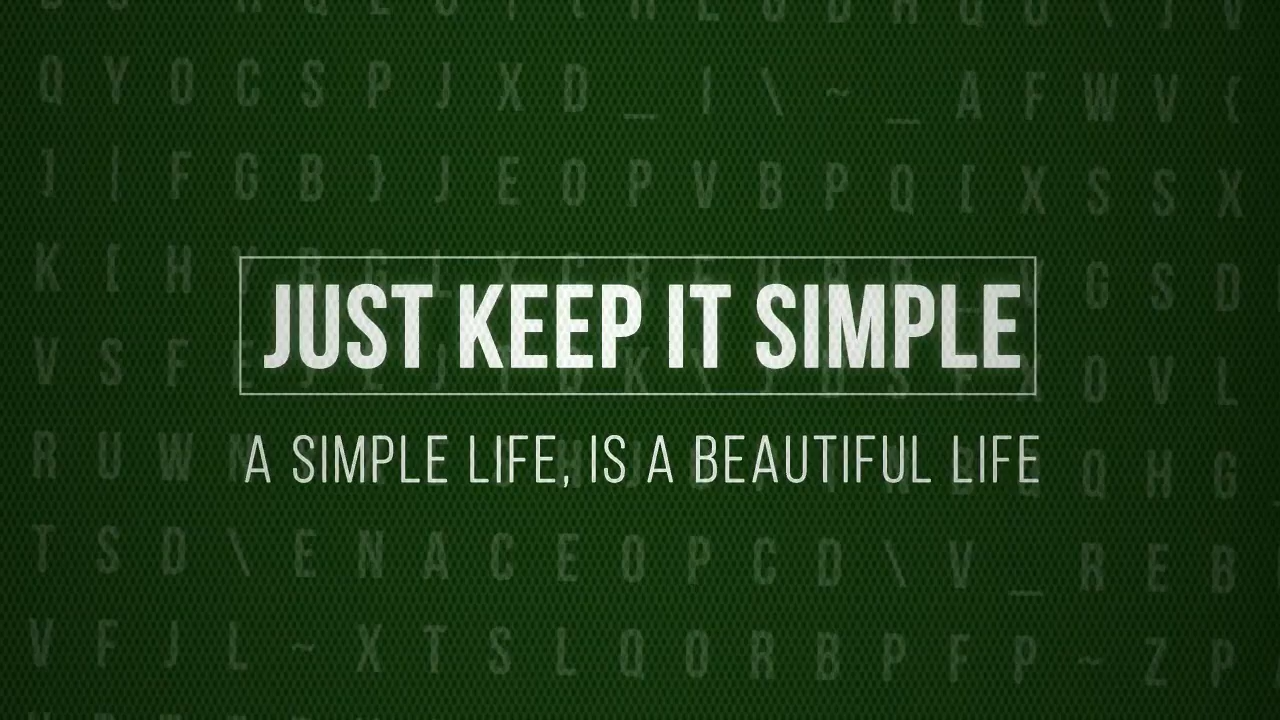 Q Y O C S P J X D _ I \ ~ _ A F W V {
] | F G B } J E O P V B P Q [ X S S X
K [ H
G S D
JUST KEEP IT SIMPLE
V S F
O V L
A SIMPLE LIFE, IS A BEAUTIFUL LIFE
R U W
Q H G
T S D \ E N A C E O P C D \ V _ R E B
V F J L ~ X T S L Q O R B P F P ~ Z P